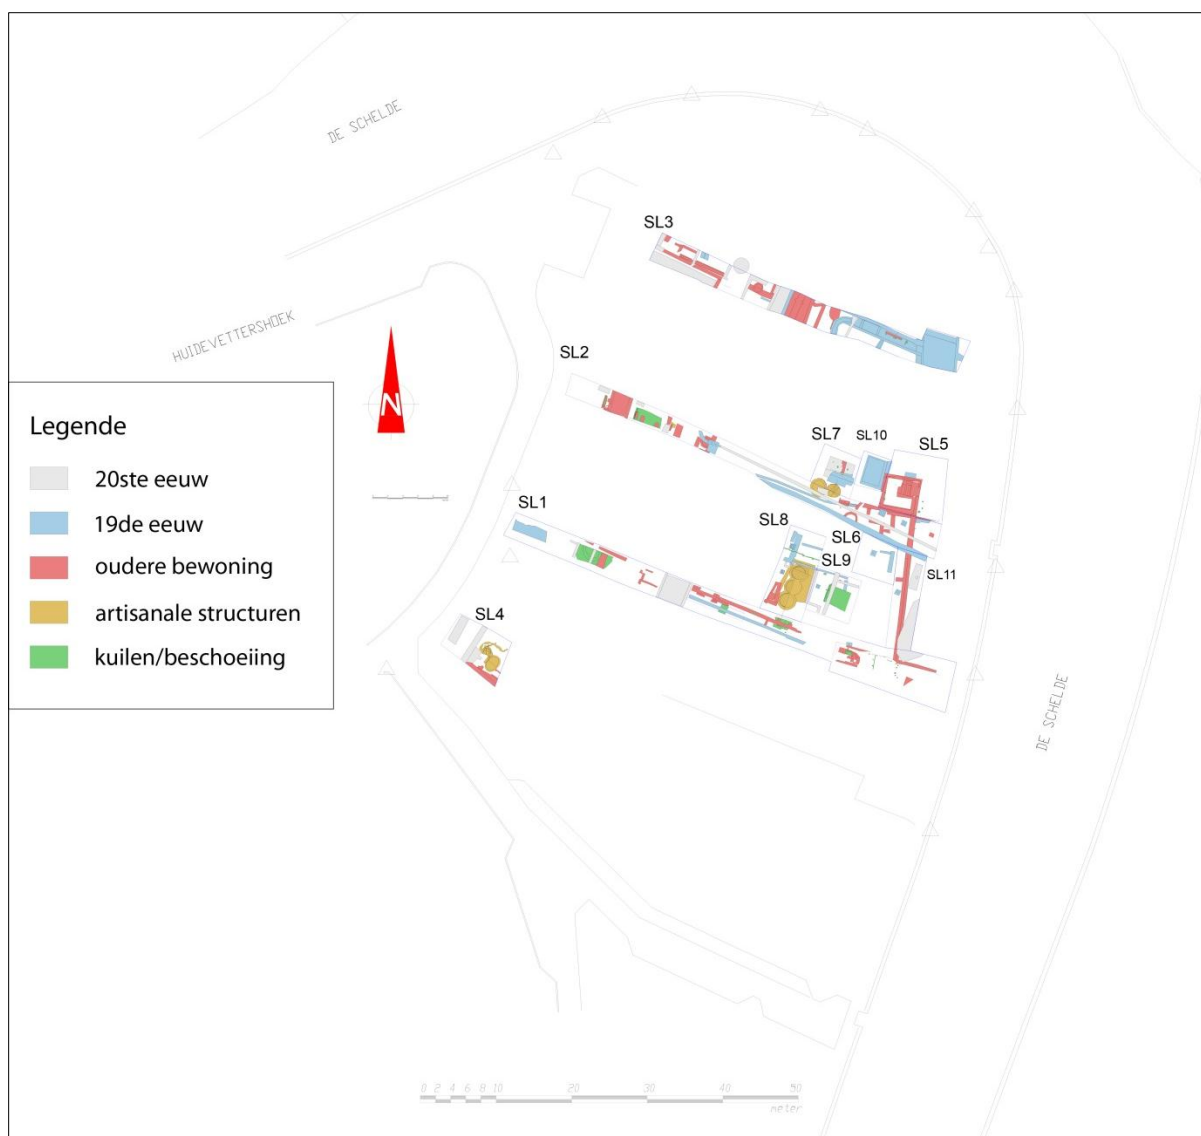 DE SCHELDE
HUIDEVETTERSHOEK
SL3
SL2
SL7
SL10
SL5
SL1
SL8
SL6
SL9
SL11
SL4
N
Legende
20ste eeuw
19de eeuw
oudere bewoning
artisanale structuren
kuilen/beschoeiing
DE SCHELDE
0 2 4 6 8 10 20 30 40 50
meter